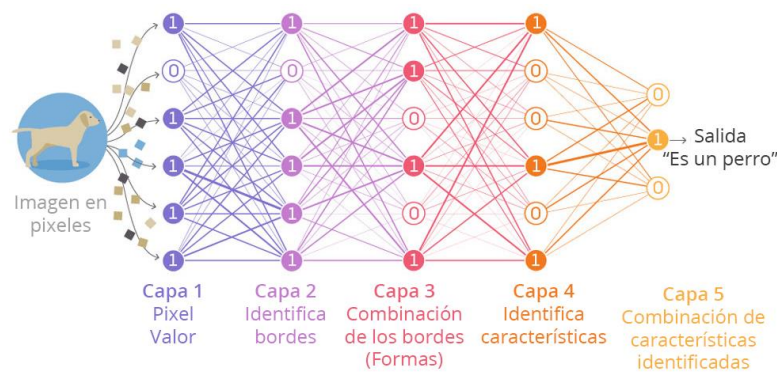 1 1 1 1
0 0 1 0
0
1 1 0 0
1 Salida
"Es un perro"
1 1 1 1
0
1 1 0 0
1 1 1 1
Imagen en
pixeles
Capa 1
Pixel
Valor
Capa 2
Identifica
bordes
Capa 3
Combinación
de los bordes
(Formas)
Capa 4
Identifica
características
Capa 5
Combinación de
características
identificadas